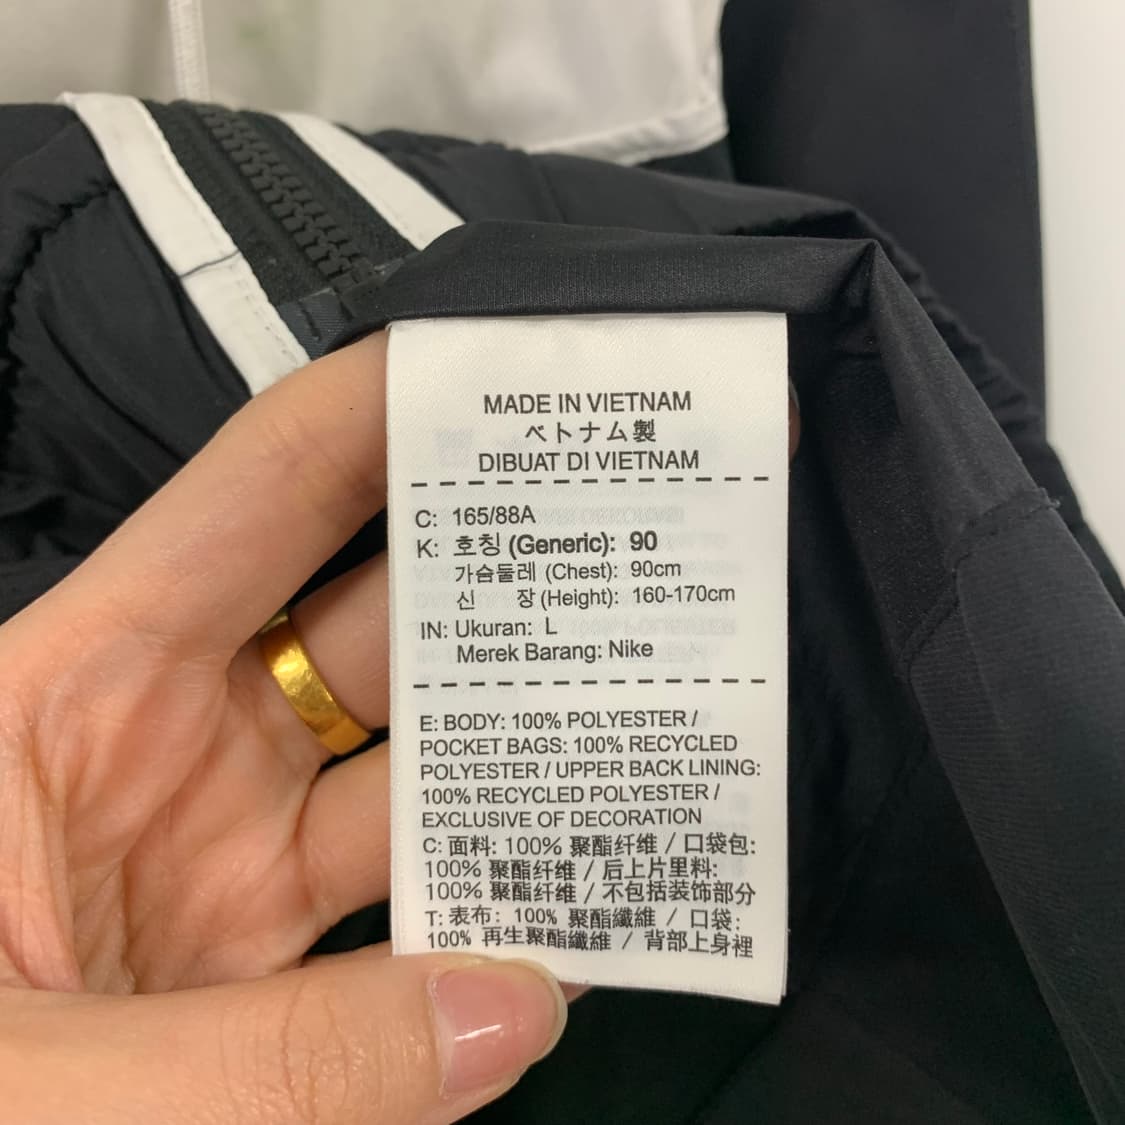 MADE IN VIETNAM
ベトナム製
DIBUAT DI VIETNAM
C: 165/88A
K: 호칭 (Generic): 90
가슴둘레 (Chest): 90cm
신 장 (Height): 160-170cm
IN: Ukuran: L
Merek Barang: Nike
E: BODY: 100% POLYESTER /
POCKET BAGS: 100% RECYCLED
POLYESTER / UPPER BACK LINING:
100% RECYCLED POLYESTER /
EXCLUSIVE OF DECORATION
C: 面料: 100% 聚酯纤维 / 口袋包:
100% 聚酯纤维 / 后上片里料:
100% 聚酯纤维 / 不包括装饰部分
T: 表布: 100% 聚酯纖維 / 口袋:
100% 再生聚酯纖維 / 背部上身裡